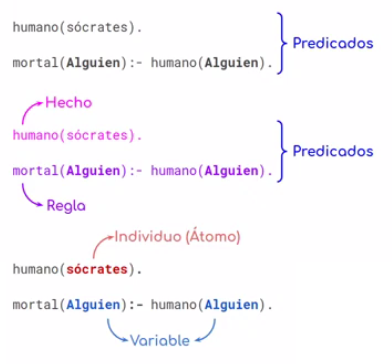 humano(sócrates).
Predicados
mortal(Alguien):- humano(Alguien).
Hecho
humano(sócrates).
Predicados
mortal(Alguien):- humano(Alguien).
Regla
Individuo (Átomo)
humano(sócrates).
mortal(Alguien):- humano(Alguien).
Variable